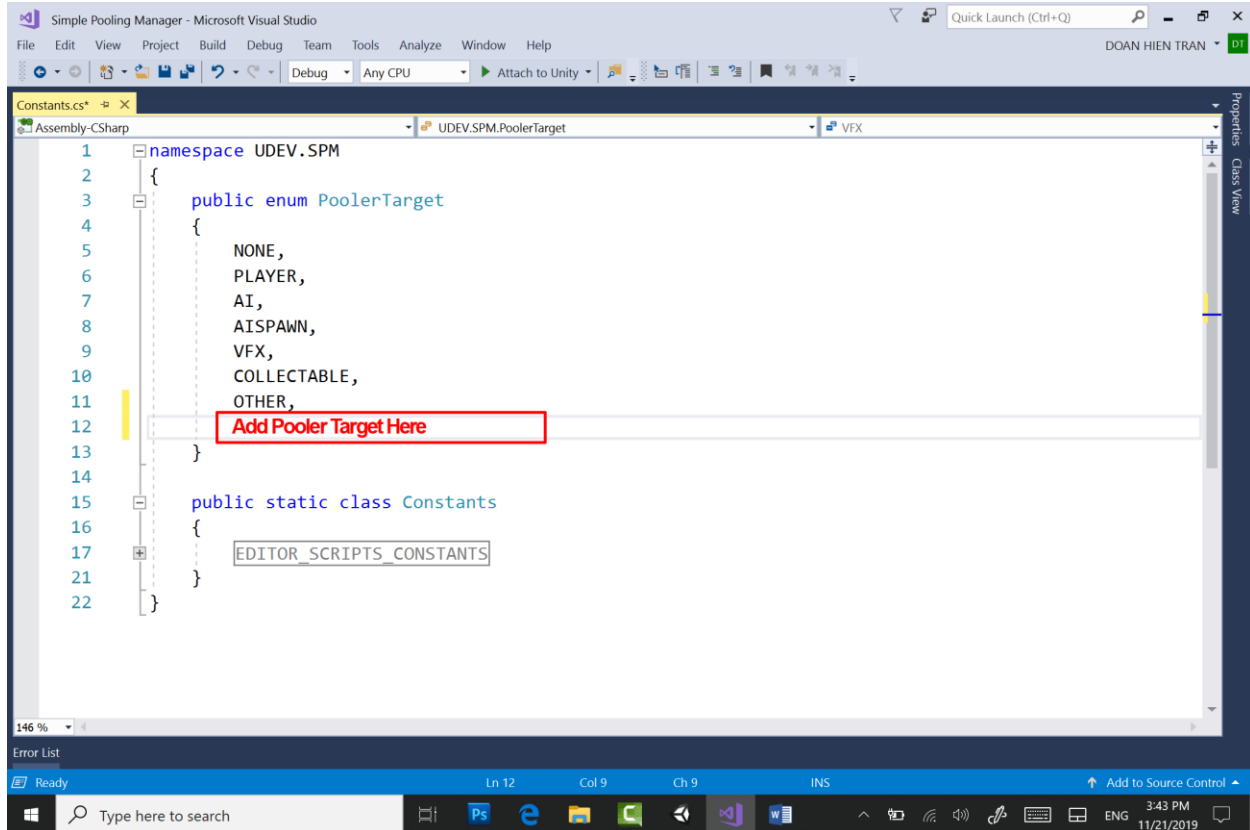 Simple Pooling Manager - Microsoft Visual Studio
Quick Launch (Ctrl+Q)
File Edit View Project Build Debug Team Tools Analyze Window Help
DOAN HIEN TRAN DT
Debug Any CPU Attach to Unity
Constants.cs*
Assembly-CSharp UDEV.SPM.PoolerTarget VFX
1 namespace UDEV.SPM
2 {
3 public enum PoolerTarget
4 {
5 NONE,
6 PLAYER,
7 AI,
8 AISPAWN,
9 VFX,
10 COLLECTABLE,
11 OTHER,
12 Add Pooler Target Here
13 }
14
15 public static class Constants
16 {
17 EDITOR_SCRIPTS_CONSTANTS
21 }
22 }
Properties
Class View
146 %
Error List
Ready Ln 12 Col 9 Ch 9 INS Add to Source Control
Type here to search
Ps
W
ENG
3:43 PM
11/21/2019